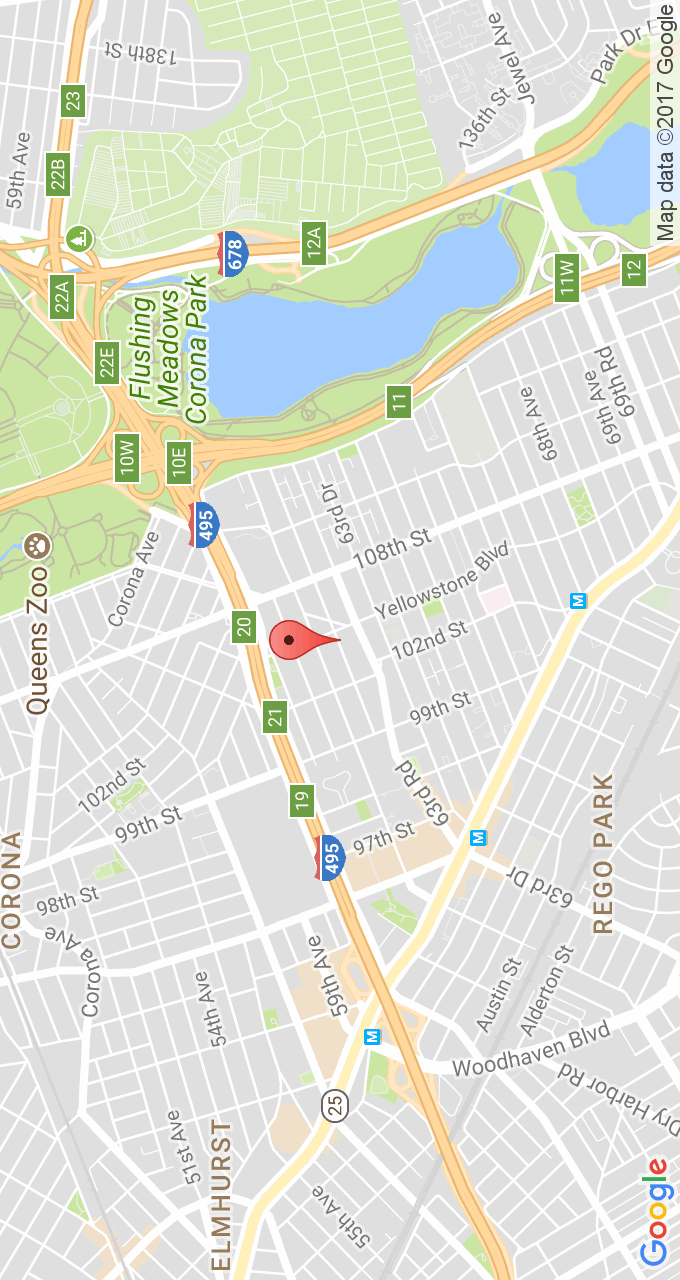 138th St
23
Jewel Ave
Park Dr E
136th St
59th Ave
22B
12A
678
22A
12
11W
Flushing
Meadows
Corona Park
22E
69th Rd
69th Ave
11
68th Ave
10W
10E
495
63rd Dr
108th St
Queens Zoo
Corona Ave
Yellowstone Blvd
M
20
102nd St
21
99th St
102nd St
19
63rd Rd
99th St
97th St
M
495
CORONA
98th St
63rd Dr
REGO PARK
Corona Ave
59th Ave
54th Ave
Austin St
Alderton St
M
Woodhaven Blvd
Dry Harbor Rd
25
51st Ave
ELMHURST
55th Ave
Google
Map data ©2017 Google